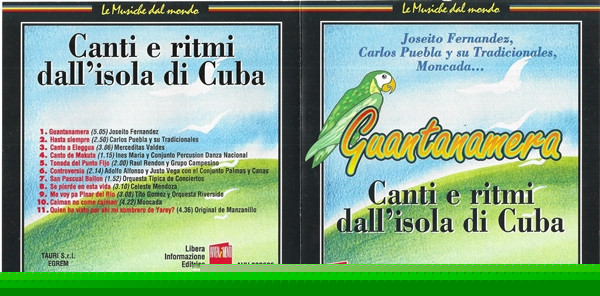 Le Musiche dal mondo
Canti e ritmi
dall'isola di Cuba
1. Guantanamera (5.05) Joseito Fernandez
2. Hasta siempre (2.50) Carlos Puebla y su Tradicionales
3. Canto a Eleggua (3.06) Merceditas Valdes
4. Canto de Makuta (1.15) Ines Maria y Conjunto Percusion Danza Nacional
5. Tonada del Punto Fijo (2.00) Raul Rendon y Grupo Campesino
6. Controversia (2.14) Adolfo Alfonso y Justo Vega con el Conjunto Palmas y Canas
7. San Pascual Bailon (1.52) Orquesta Tipica de Conciertos
8. Se pierde en esta vida (3.10) Celeste Mendoza
9. Me voy pa Pinar del Rio (3.08) Tito Gomez y Orquesta Riverside
10. Caiman no come caiman (4.22) Moncada
11. Quien ha visto por ahi mi sombrero de Yarey? (4.36) Original de Manzanillo
TAURI S.r.l.
EGREM
Libera
Informazione
Editrice
Le Musiche dal mondo
Joseito Fernandez,
Carlos Puebla y su Tradicionales,
Moncada...
Guantanamera
Canti e ritmi
dall'isola di Cuba